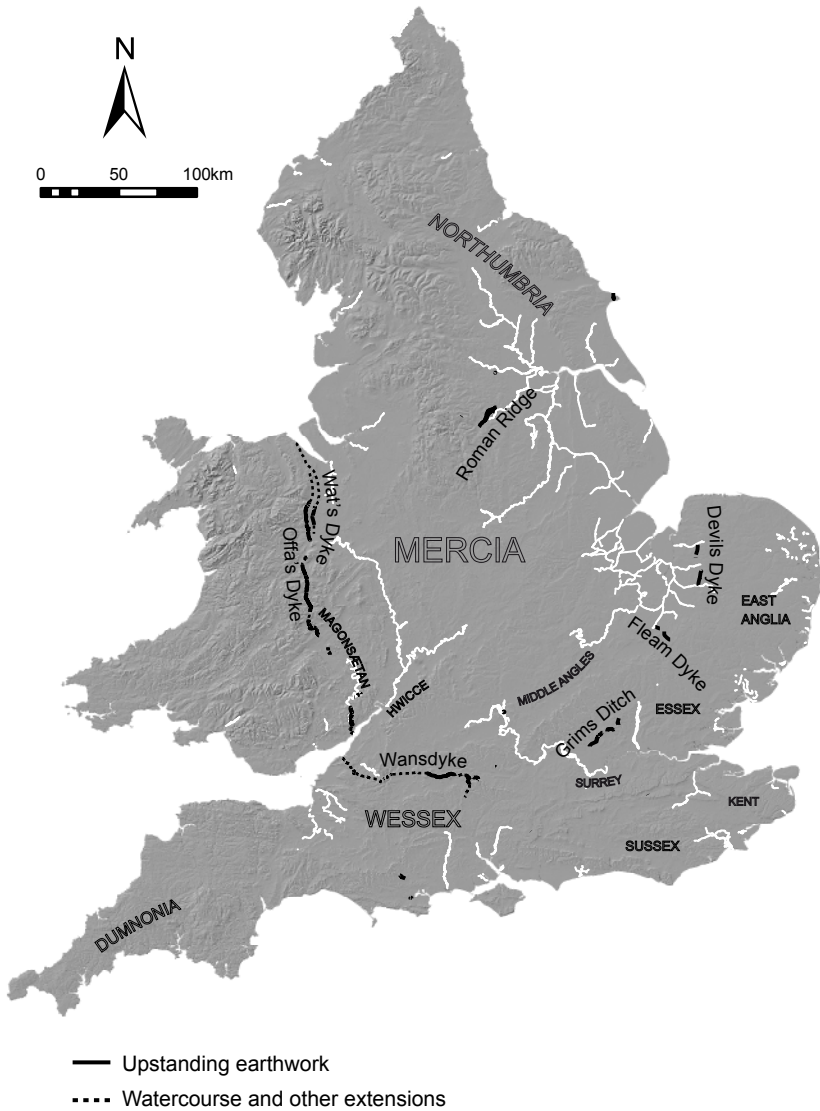 N
0 50 100km
NORTHUMBRIA
Roman Ridge
Wat's Dyke
Offa's Dyke
MERCIA
Devils Dyke
EAST
ANGLIA
Fleam Dyke
MAGONSÆTAN
HWICCE
MIDDLE ANGLES
ESSEX
Grims Ditch
Wansdyke
SURREY
KENT
WESSEX
SUSSEX
DUMNONIA
Upstanding earthwork
Watercourse and other extensions